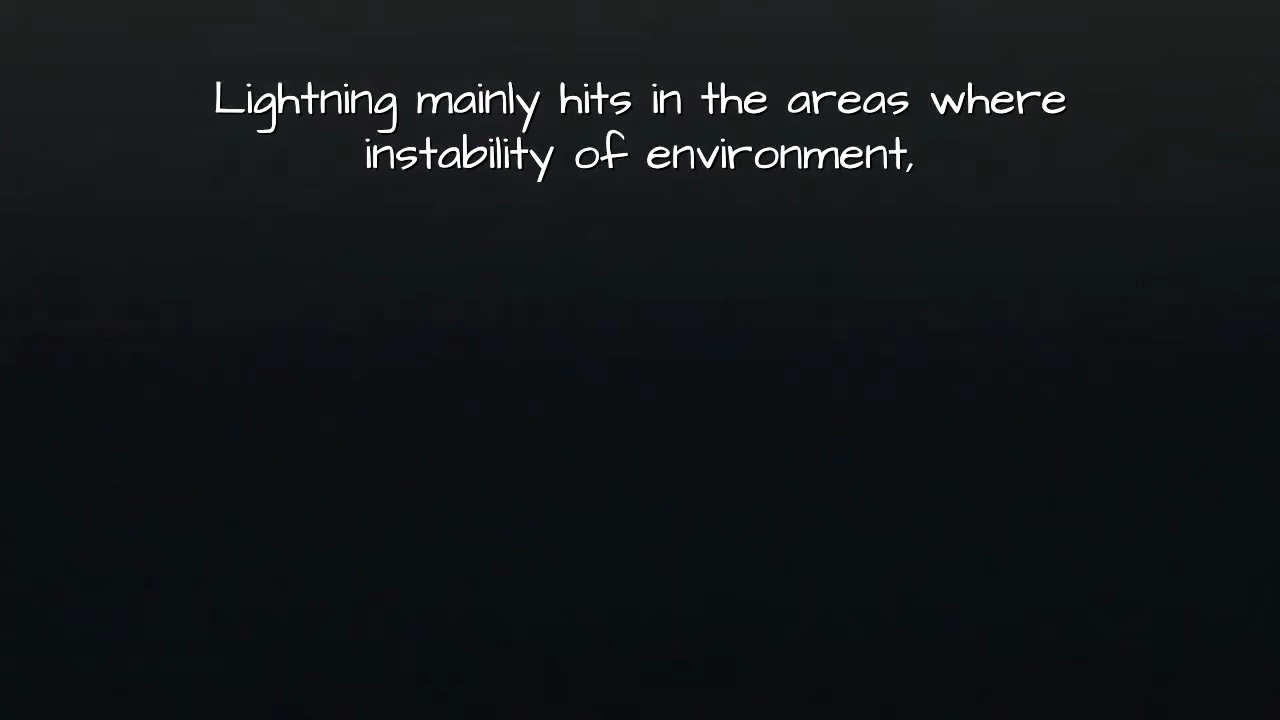 Lightning mainly hits in the areas where
instability of environment,